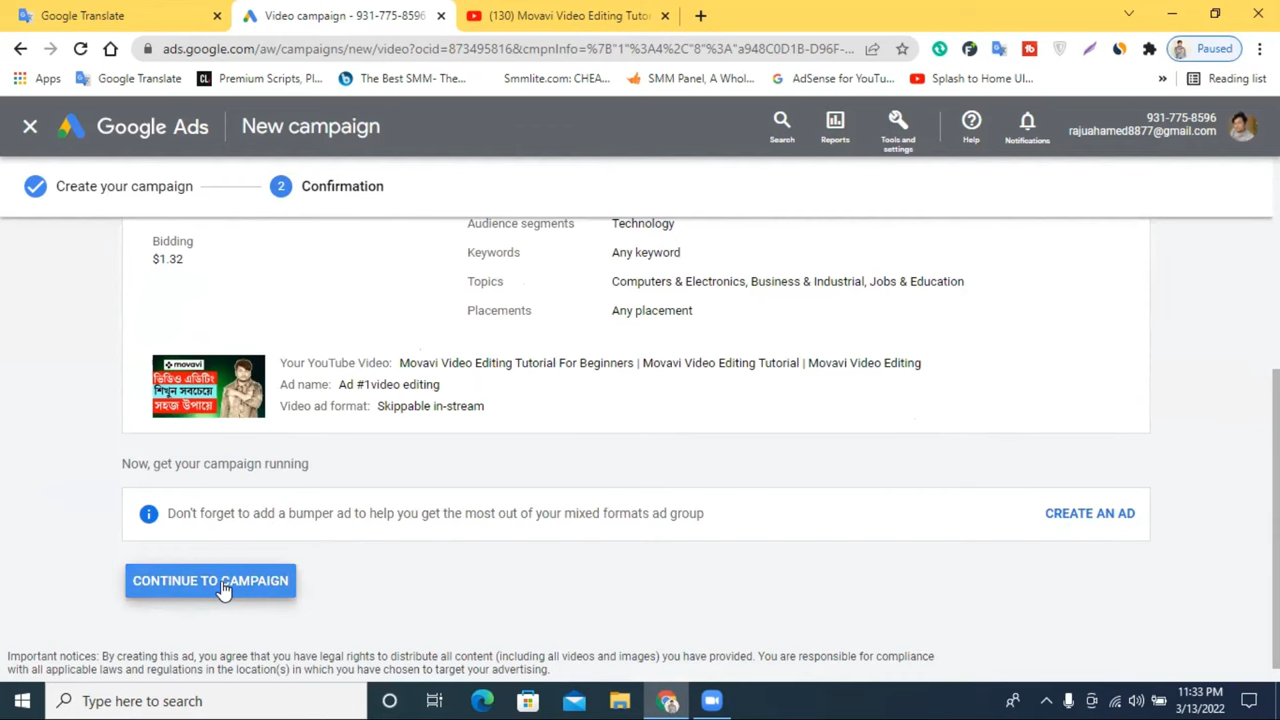 Google Translate
Video campaign - 931-775-8596
(130) Movavi Video Editing Tutor
ads.google.com/aw/campaigns/new/video?ocid=873495816&cmpnInfo=%7B"1"%3A4%2C"8"%3A"a948C0D1B-D96F-...
Paused
Apps
Google Translate
Premium Scripts, Pl...
The Best SMM- The...
Smmlite.com: CHEA...
SMM Panel, A Whol...
AdSense for YouTu...
Splash to Home UI...
»
Reading list
Google Ads
New campaign
Search
Reports
Tools and settings
Help
Notifications
931-775-8596
rajuahamed8877@gmail.com
Create your campaign
2
Confirmation
Audience segments Technology
Bidding
$1.32
Keywords Any keyword
Topics Computers & Electronics, Business & Industrial, Jobs & Education
Placements Any placement
movavi
ভিডিও এডিটিং
শিখুন সবচেয়ে
সহজ উপায়ে
Your YouTube Video: Movavi Video Editing Tutorial For Beginners | Movavi Video Editing Tutorial | Movavi Video Editing
Ad name: Ad #1video editing
Video ad format: Skippable in-stream
Now, get your campaign running
Don't forget to add a bumper ad to help you get the most out of your mixed formats ad group
CREATE AN AD
CONTINUE TO CAMPAIGN
Important notices: By creating this ad, you agree that you have legal rights to distribute all content (including all videos and images) you have provided. You are responsible for compliance
with all applicable laws and regulations in the location(s) in which you have chosen to target your advertising.
Type here to search
11:33 PM
3/13/2022